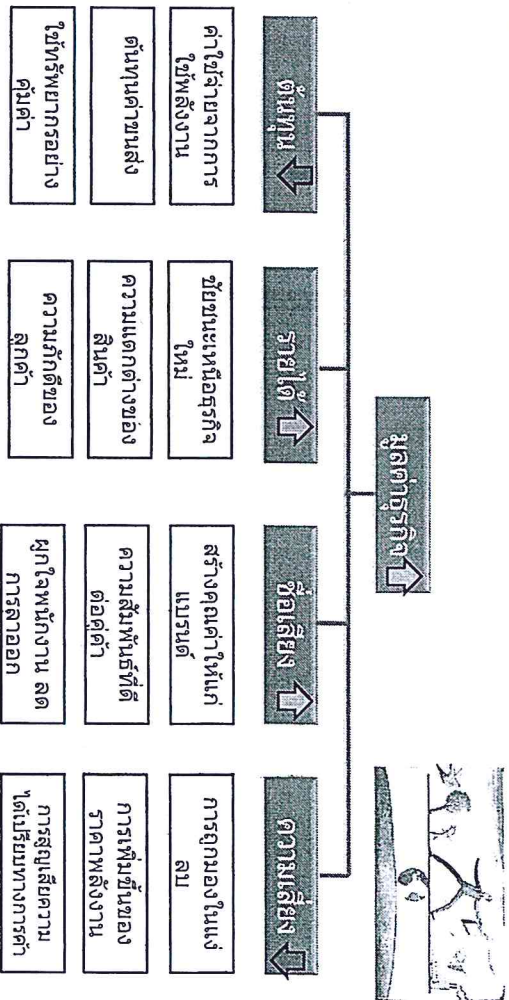 มูลค่าธุรกิจ
ต้นทุน
ค่าใช้จ่ายจากการ
ใช้พลังงาน
ต้นทุนค่าขนส่ง
ใช้ทรัพยากรอย่าง
คุ้มค่า
รายได้
ชัยชนะเหนือธุรกิจ
ใหม่
ความแตกต่างของ
สินค้า
ความภักดีของ
ลูกค้า
ชื่อเสียง
สร้างคุณค่าให้แก่
แบรนด์
ความสัมพันธ์ที่ดี
ต่อคู่ค้า
ผูกใจพนักงาน ลด
การลาออก
ความเสี่ยง
การถูกมองในแง่
ลบ
การเพิ่มขึ้นของ
ราคาพลังงาน
การสูญเสียความ
ได้เปรียบทางการค้า